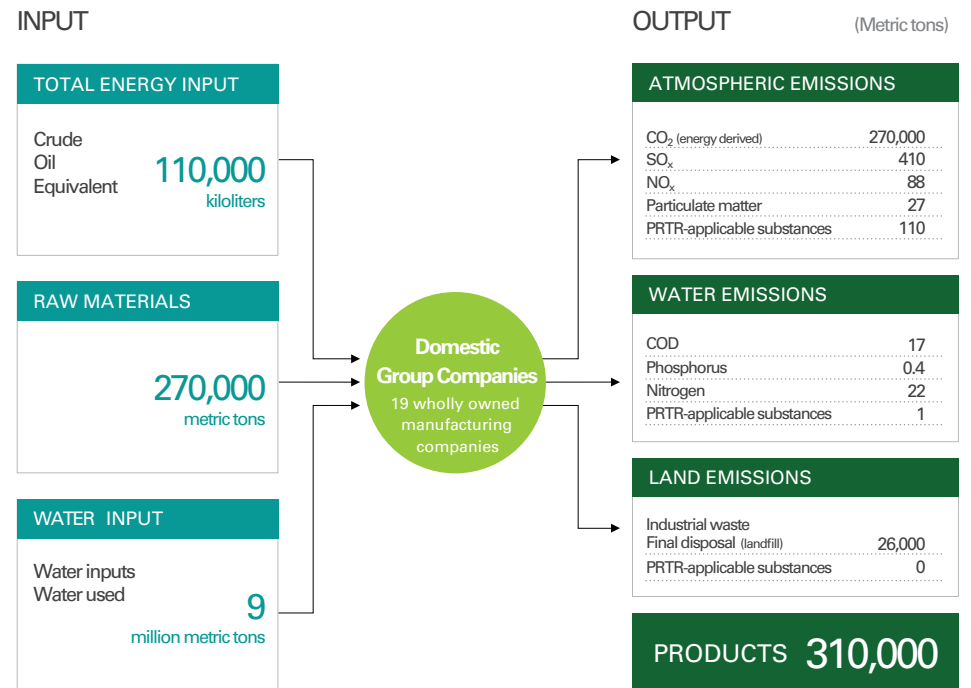 INPUT
TOTAL ENERGY INPUT
Crude
Oil
Equivalent
110,000
kiloliters
RAW MATERIALS
270,000
metric tons
WATER INPUT
Water inputs
Water used
9
million metric tons
Domestic
Group Companies
19 wholly owned
manufacturing
companies
OUTPUT (Metric tons)
ATMOSPHERIC EMISSIONS
CO₂ (energy derived) 270,000
SOₓ 410
NOₓ 88
Particulate matter 27
PRTR-applicable substances 110
WATER EMISSIONS
COD 17
Phosphorus 0.4
Nitrogen 22
PRTR-applicable substances 1
LAND EMISSIONS
Industrial waste
Final disposal (landfill) 26,000
PRTR-applicable substances 0
PRODUCTS 310,000